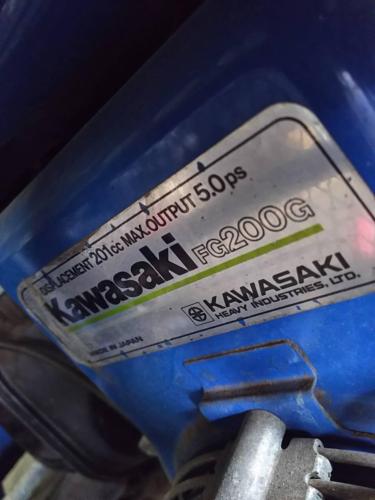 DISPLACEMENT 201cc MAX.OUTPUT 5.0ps
Kawasaki FG200G
KAWASAKI
HEAVY INDUSTRIES, LTD.
MADE IN JAPAN